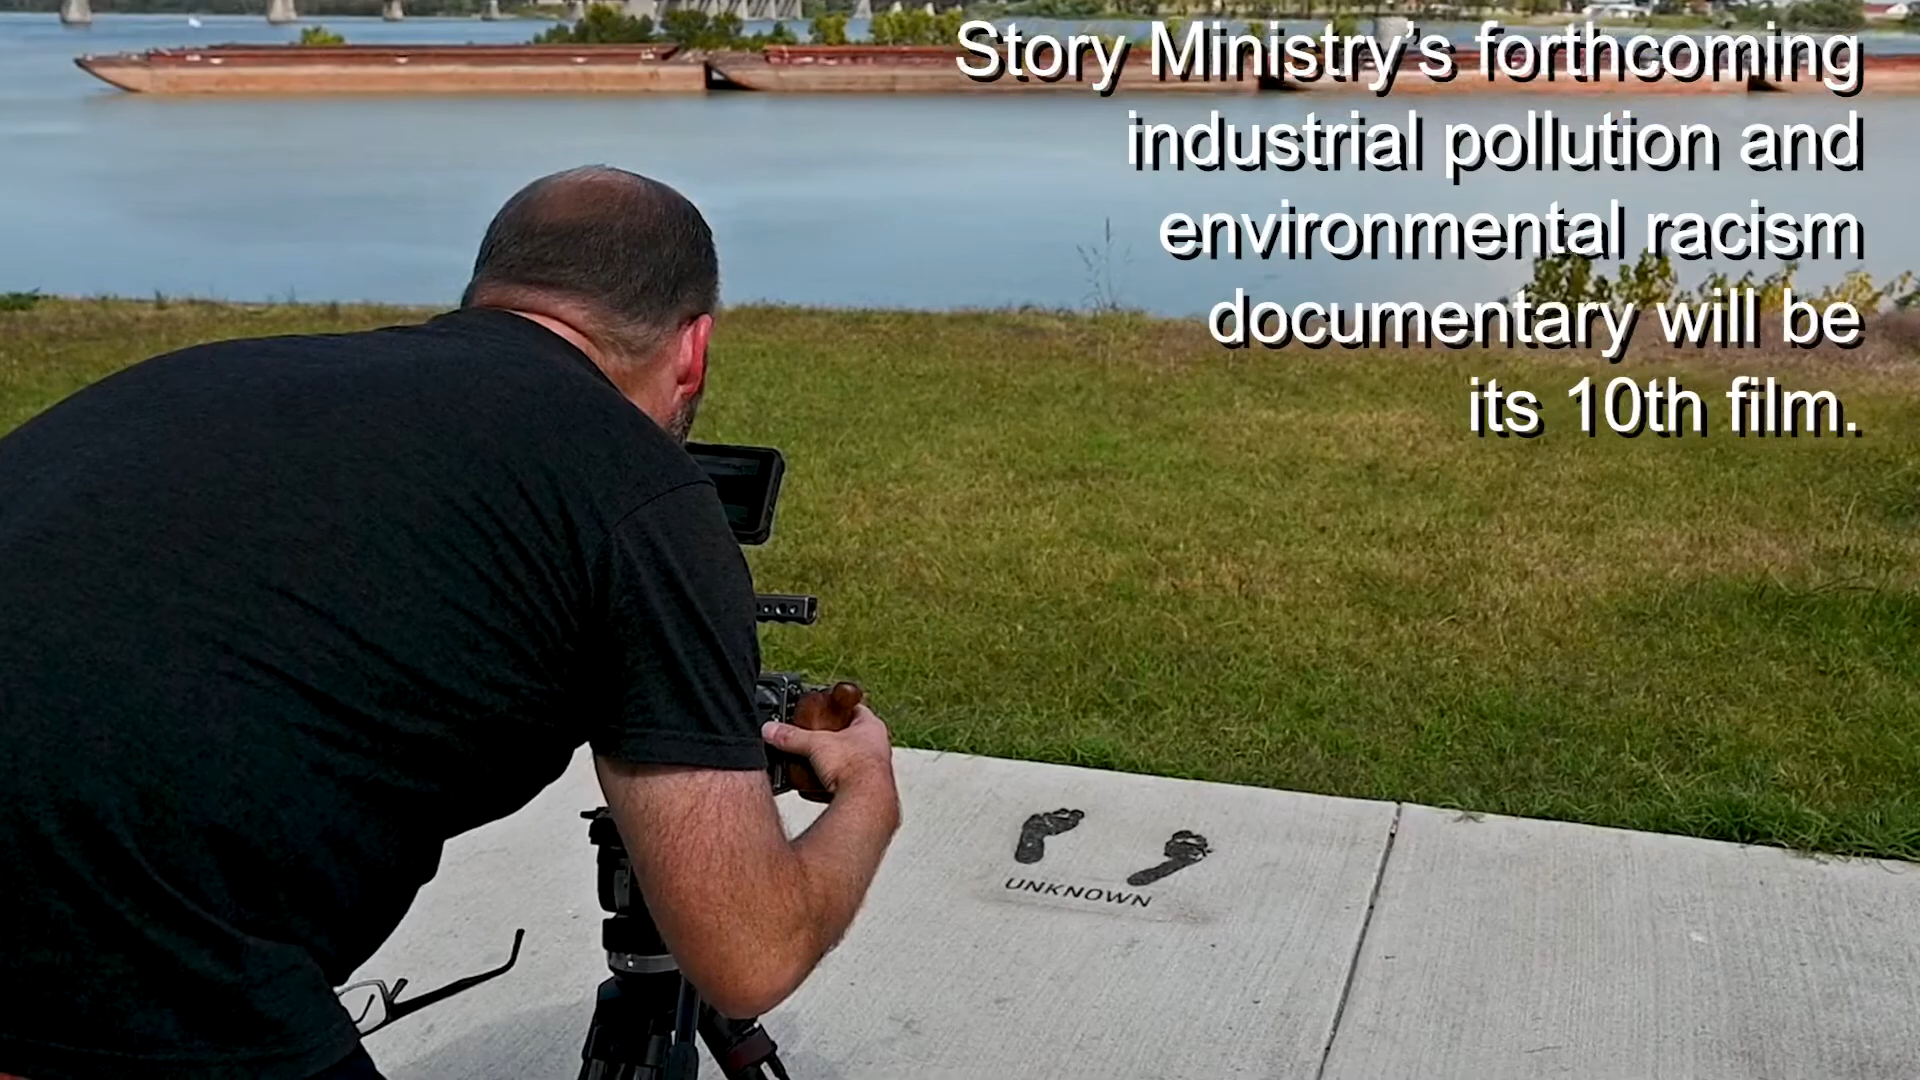 Story Ministry’s forthcoming
industrial pollution and
environmental racism
documentary will be
its 10th film.
UNKNOWN